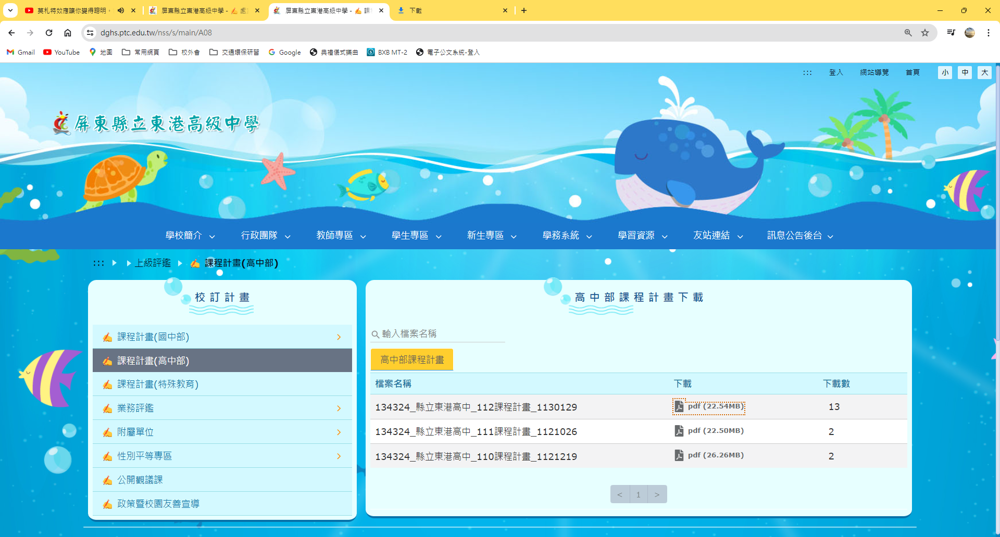 莫札特效應讓你變得聰明
屏東縣立東港高級中學 - ✍
屏東縣立東港高級中學 - ✍ 課
下載
dghs.ptc.edu.tw/nss/s/main/A08
Gmail YouTube 地圖 常用網頁 校外會 交通環保研習 Google 典禮儀式樂曲 BXB MT-2 電子公文系統-登入
::: 登入 網站導覽 首頁 小 中 大
屏東縣立東港高級中學
學校簡介 行政團隊 教師專區 學生專區 新生專區 學務系統 學習資源 友站連結 訊息公告後台
::: 上級評鑑 ✍ 課程計畫(高中部)
校訂計畫
✍ 課程計畫(國中部)
✍ 課程計畫(高中部)
✍ 課程計畫(特殊教育)
✍ 業務評鑑
✍ 附屬單位
✍ 性別平等專區
✍ 公開觀議課
✍ 政策暨校園友善宣導
高中部課程計畫下載
輸入檔案名稱
高中部課程計畫
檔案名稱 下載 下載數
134324_縣立東港高中_112課程計畫_1130129 pdf (22.54MB) 13
134324_縣立東港高中_111課程計畫_1121026 pdf (22.50MB) 2
134324_縣立東港高中_110課程計畫_1121219 pdf (26.26MB) 2
< 1 >